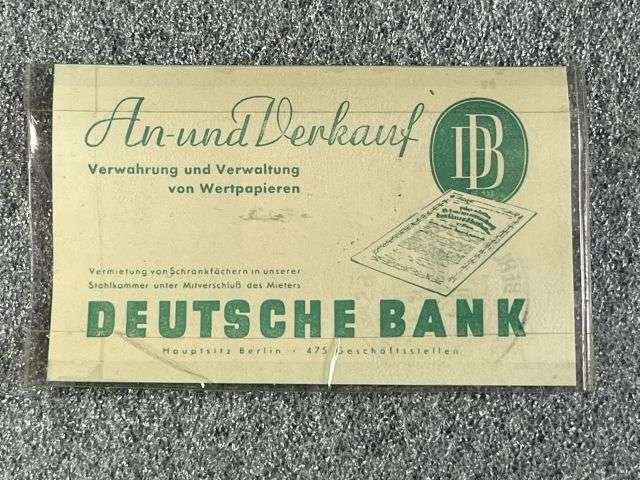 An- und Verkauf
DB
Verwahrung und Verwaltung
von Wertpapieren
Vermietung von Schrankfächern in unserer
Stahlkammer unter Mitverschluß des Mieters
DEUTSCHE BANK
Hauptsitz Berlin · 475 Geschäftsstellen